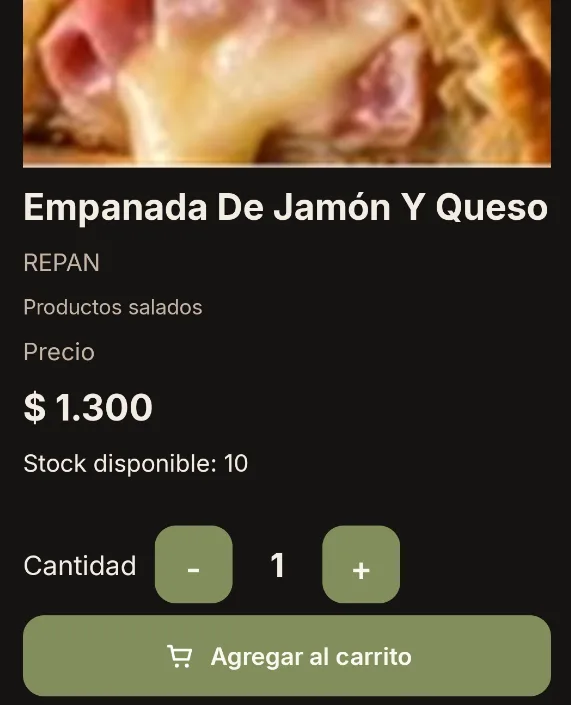 Empanada De Jamón Y Queso
REPAN
Productos salados
Precio
$ 1.300
Stock disponible: 10
Cantidad - 1 +
Agregar al carrito